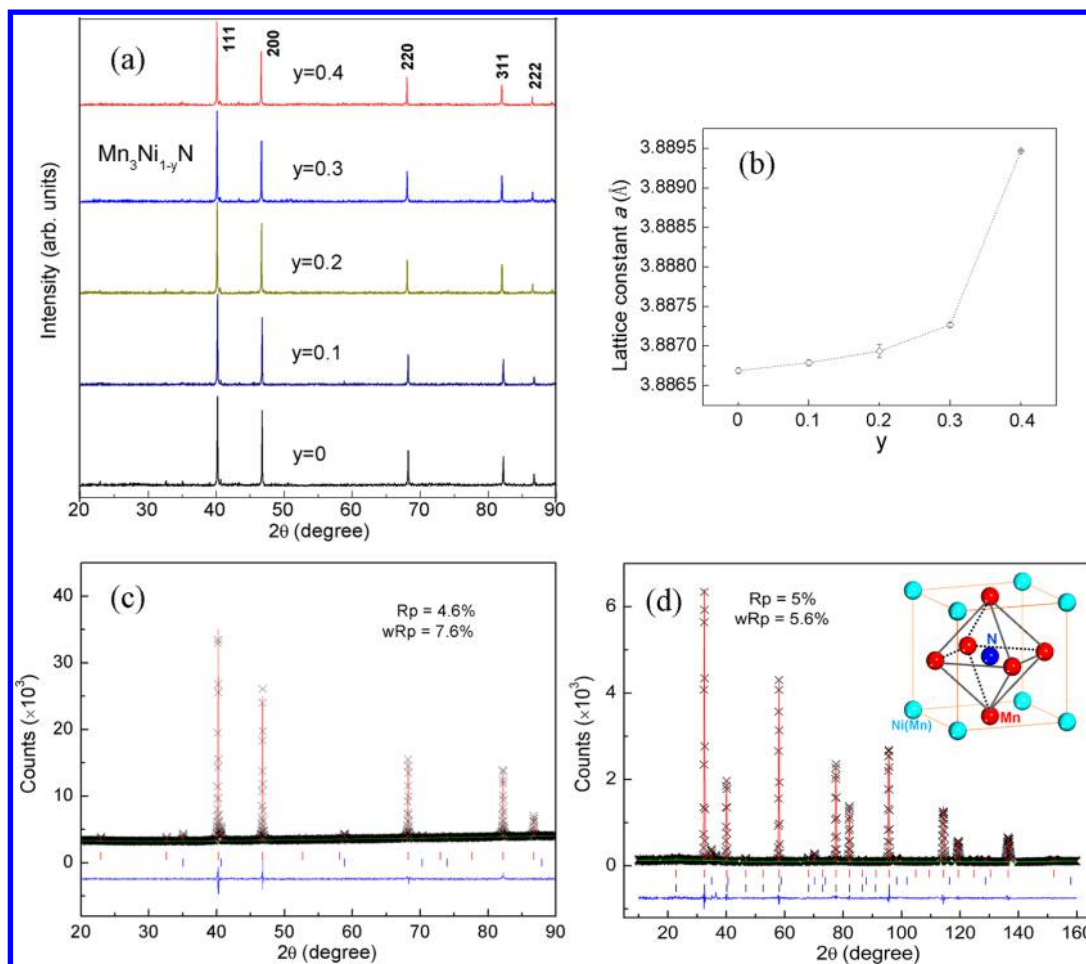 (a)
111
200
220
311
222
y=0.4
Mn3Ni1-yN
y=0.3
y=0.2
y=0.1
y=0
Intensity (arb. units)
20 30 40 50 60 70 80 90
2θ (degree)
(b)
Lattice constant a (Å)
3.8895
3.8890
3.8885
3.8880
3.8875
3.8870
3.8865
0 0.1 0.2 0.3 0.4
y
(c)
Rp = 4.6%
wRp = 7.6%
Counts (×10³)
40
30
20
10
0
20 30 40 50 60 70 80 90
2θ (degree)
(d)
Rp = 5%
wRp = 5.6%
N
Ni(Mn)
Mn
Counts (×10³)
6
4
2
0
20 40 60 80 100 120 140 160
2θ (degree)